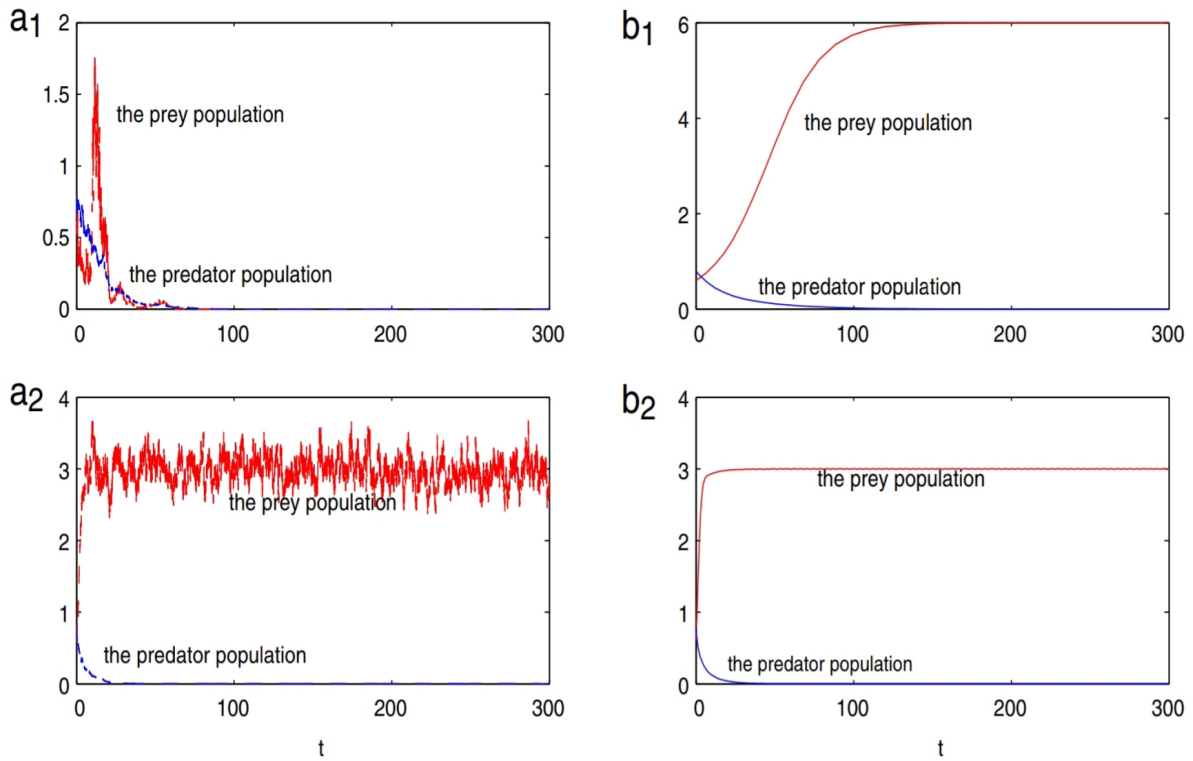 a1
2
1.5
the prey population
1
0.5
the predator population
0
0 100 200 300
b1
6
4
the prey population
2
the predator population
0
0 100 200 300
a2
4
3
the prey population
2
1
the predator population
0
0 100 200 300
t
b2
4
3
the prey population
2
1
the predator population
0
0 100 200 300
t